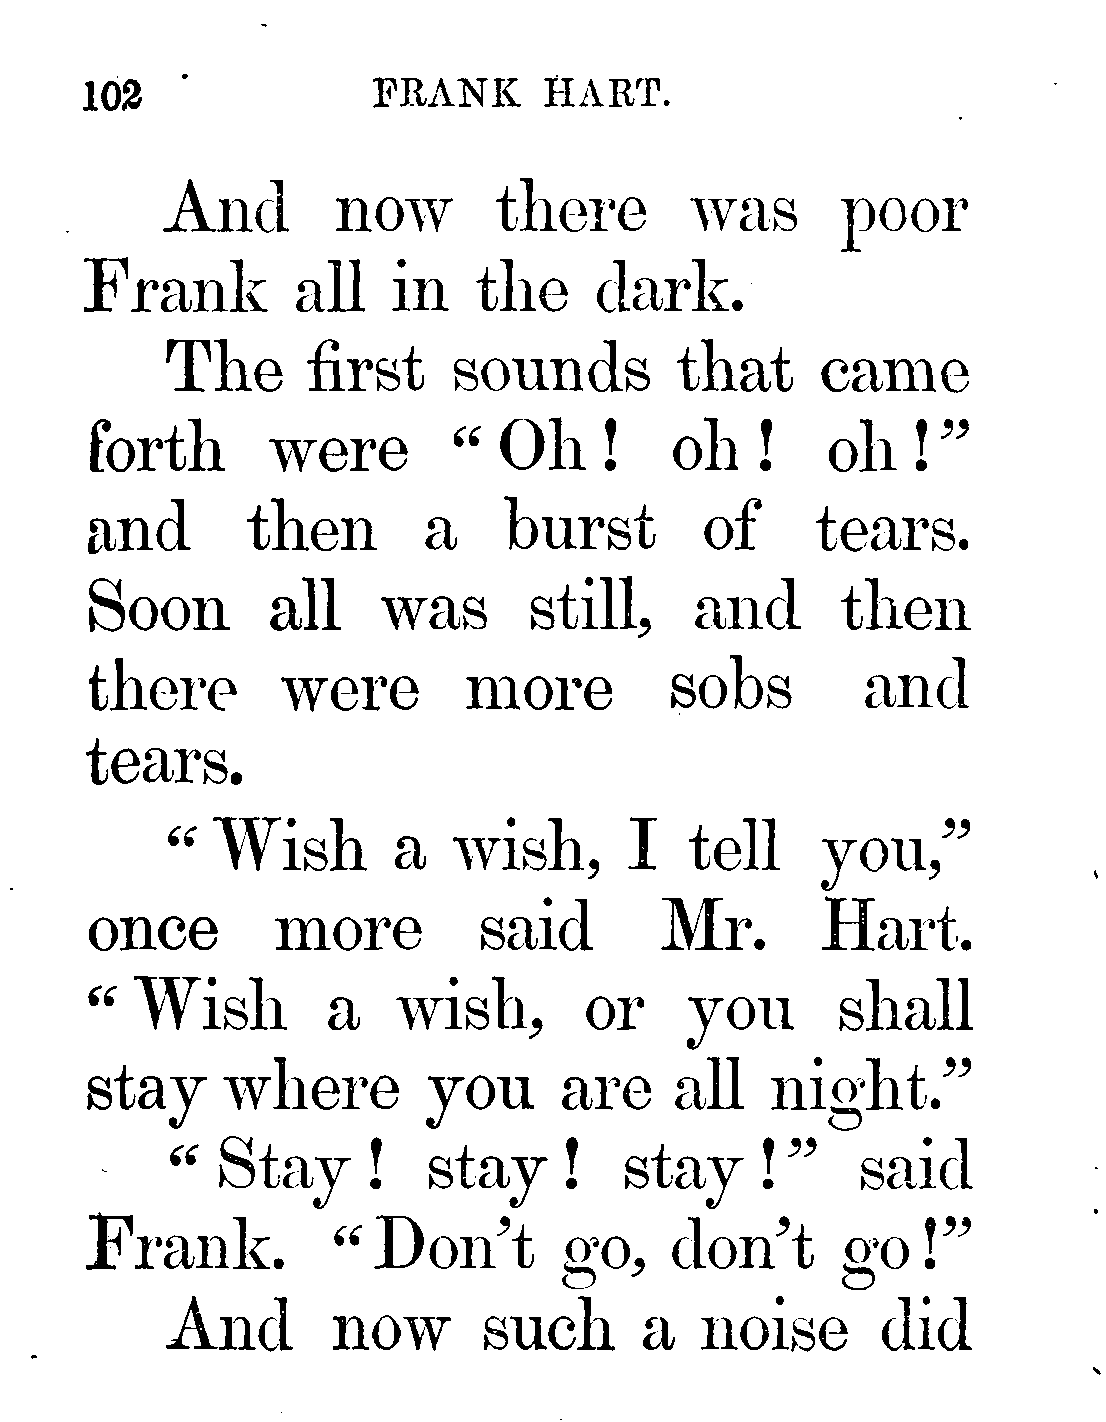 102 FRANK HART.
And now there was poor
Frank all in the dark.
The first sounds that came
forth were “Oh! oh! oh!”
and then a burst of tears.
Soon all was still, and then
there were more sobs and
tears.
“Wish a wish, I tell you,”
once more said Mr. Hart.
“Wish a wish, or you shall
stay where you are all night.”
“Stay! stay! stay!” said
Frank. “Don’t go, don’t go!”
And now such a noise did